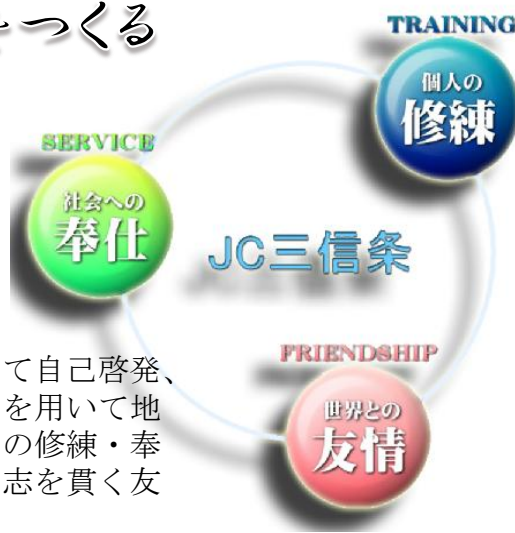 をつくる
TRAINING
個人の
修練
SERVICE
社会への
奉仕
JC三信条
FRIENDSHIP
世界との
友情
て自己啓発、
を用いて地
の修練・奉
志を貫く友